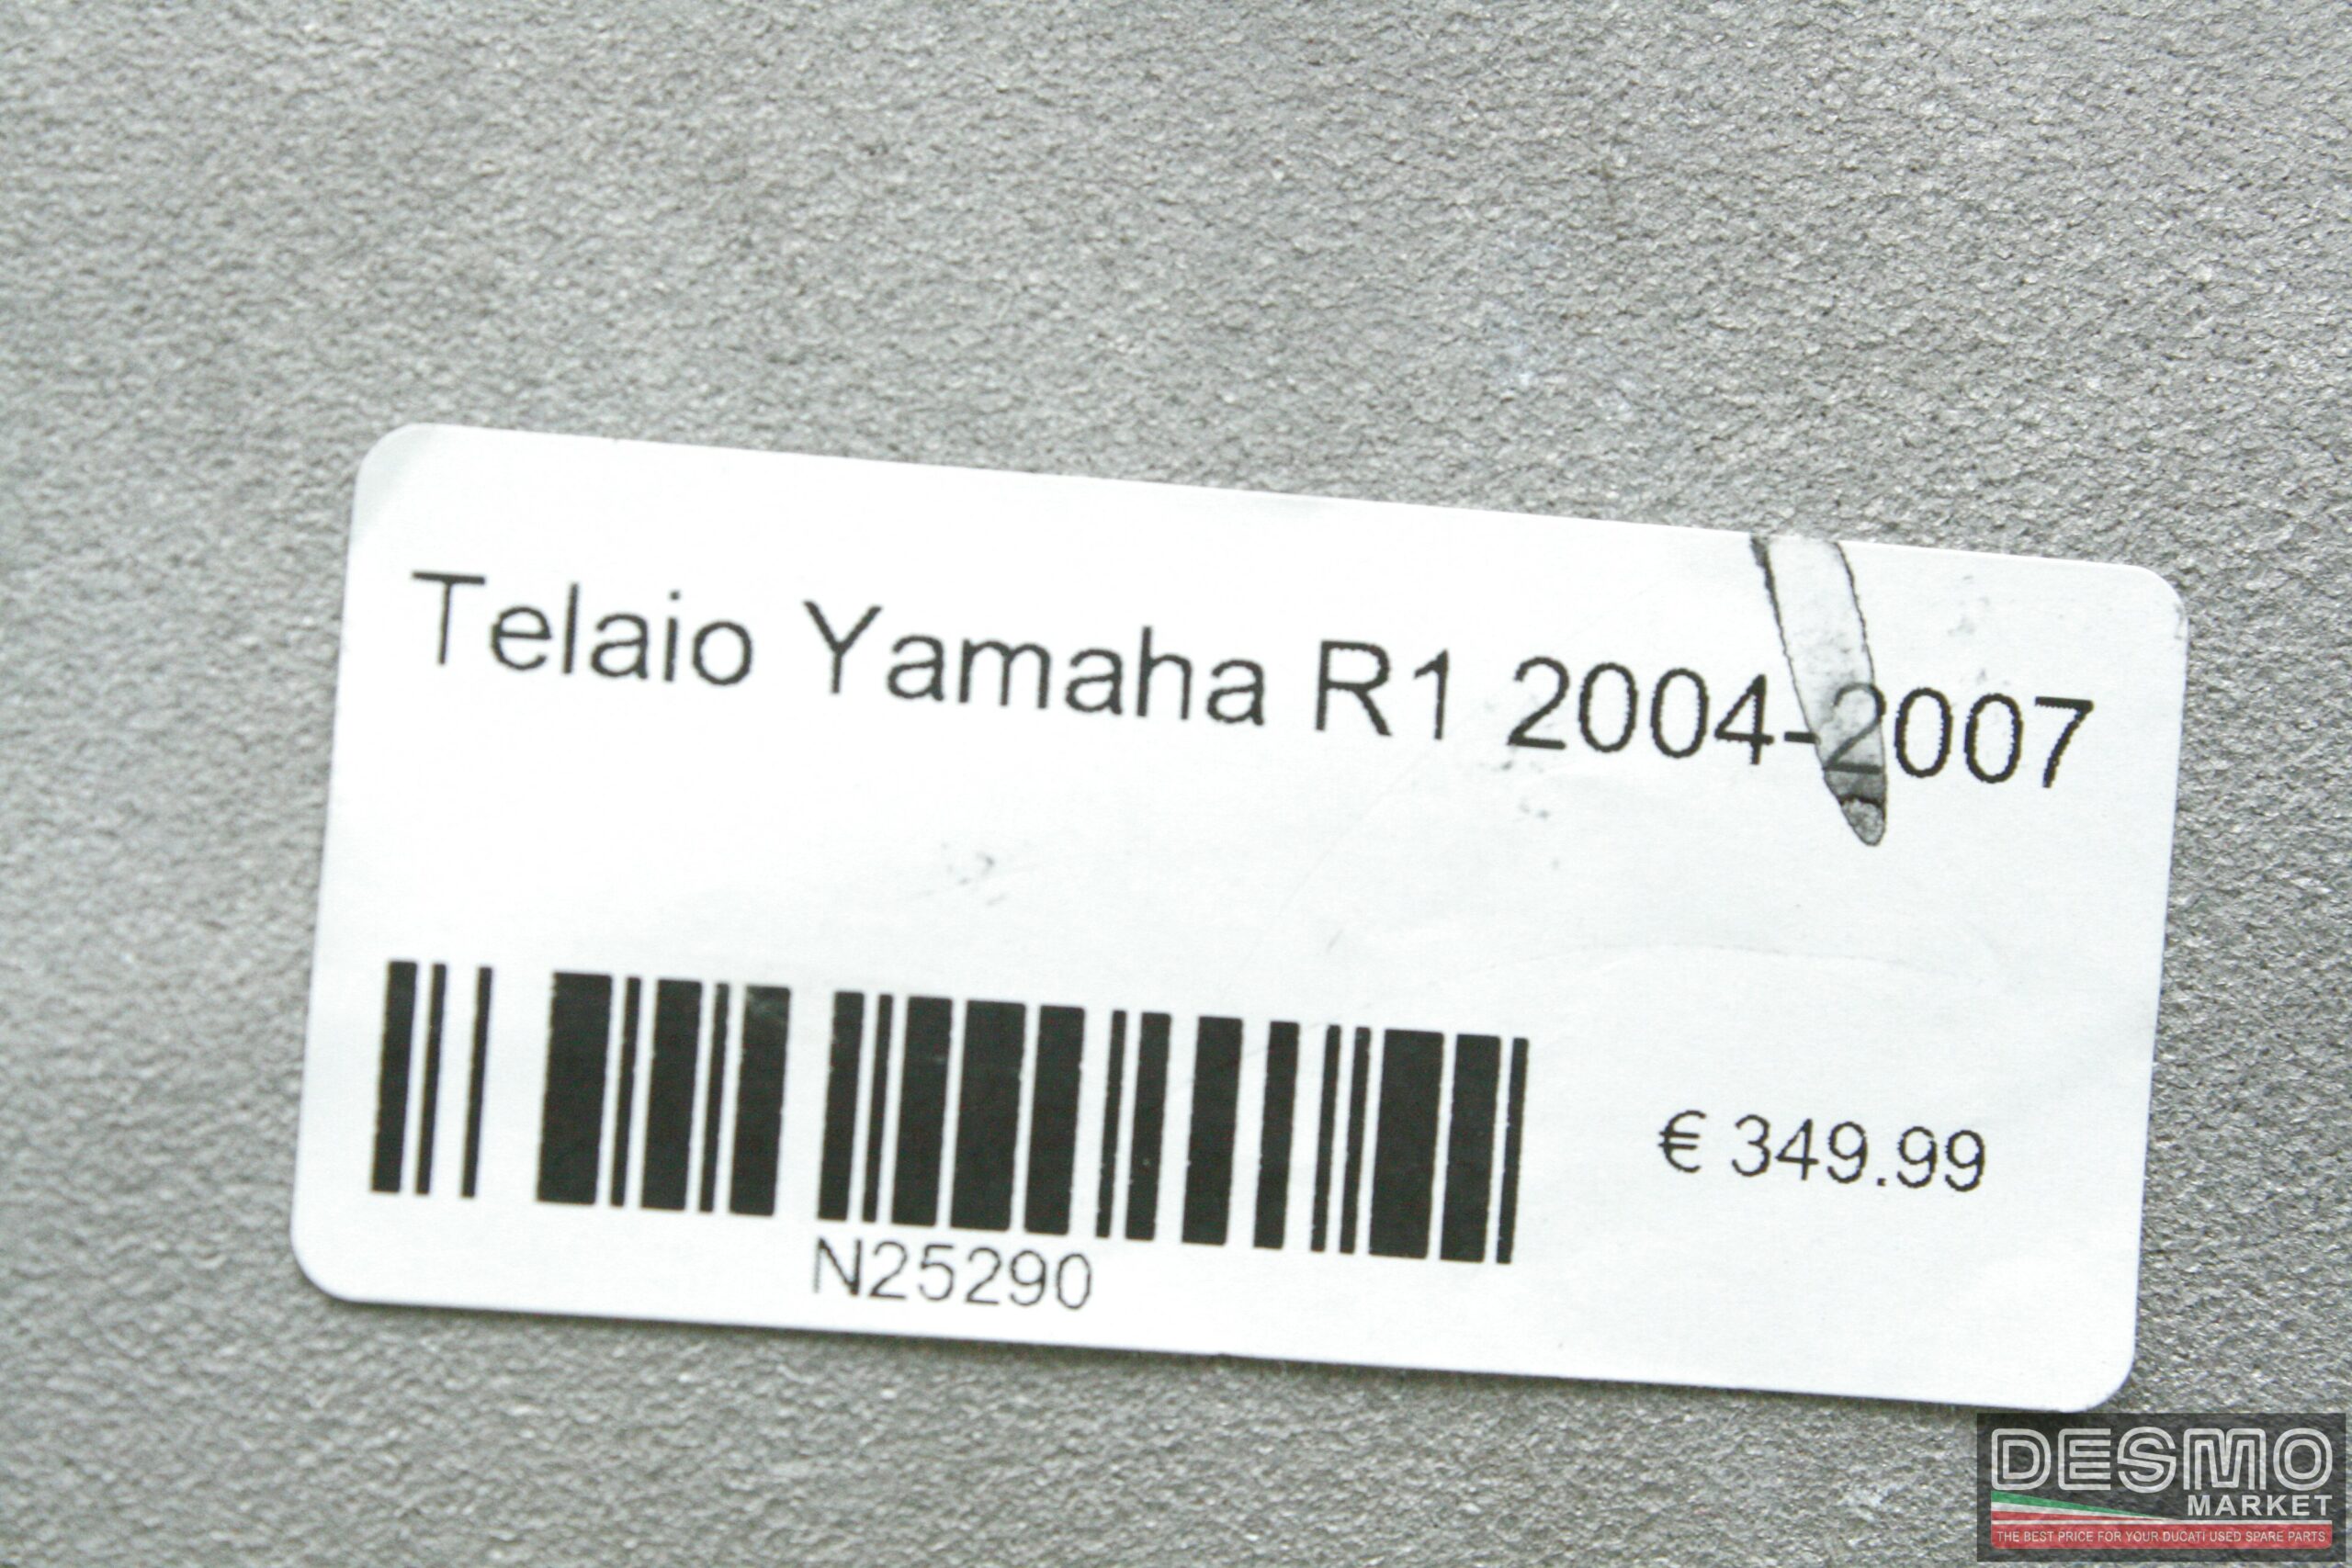 Telaio Yamaha R1 2004-2007
€ 349.99
N25290
DESMO
MARKET
THE BEST PRICE FOR YOUR DUCATI USED SPARE PARTS